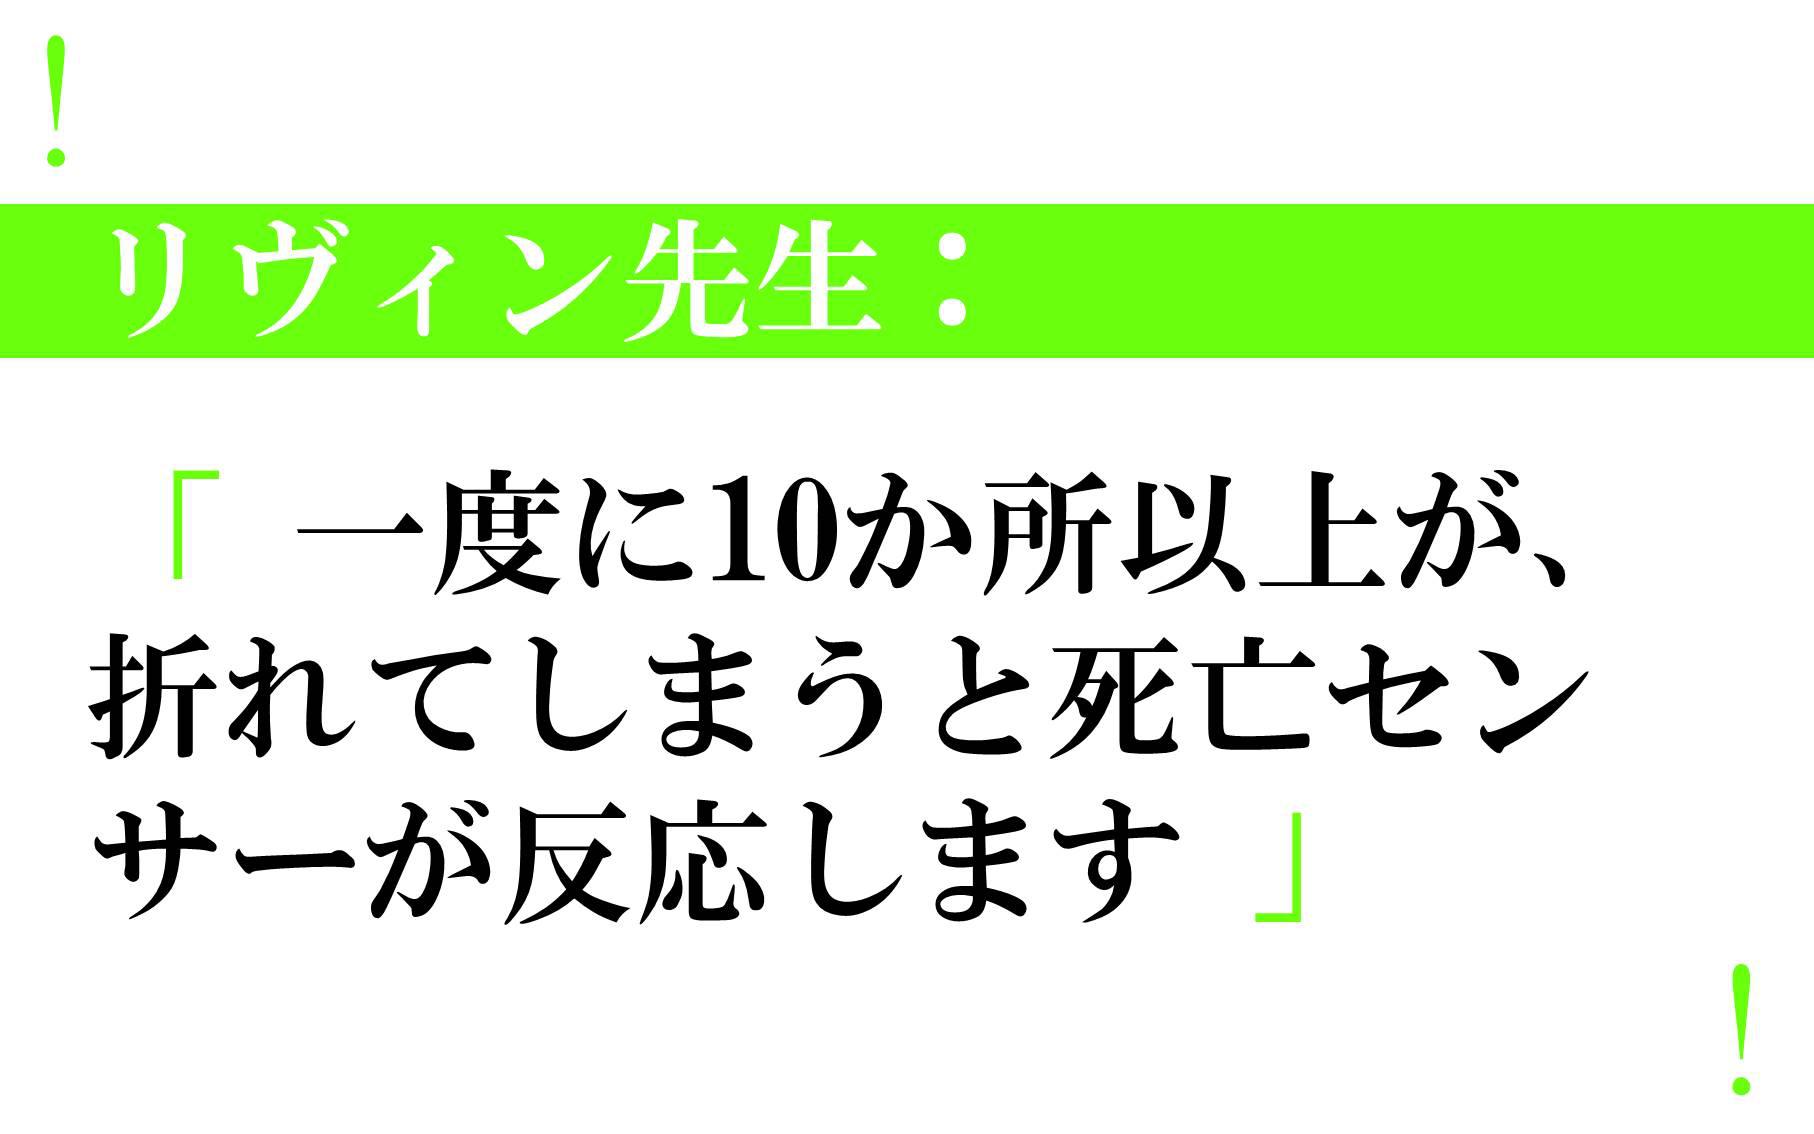 ！
リヴィン先生：
「 一度に10か所以上が、
折れてしまうと死亡セン
サーが反応します 」
！